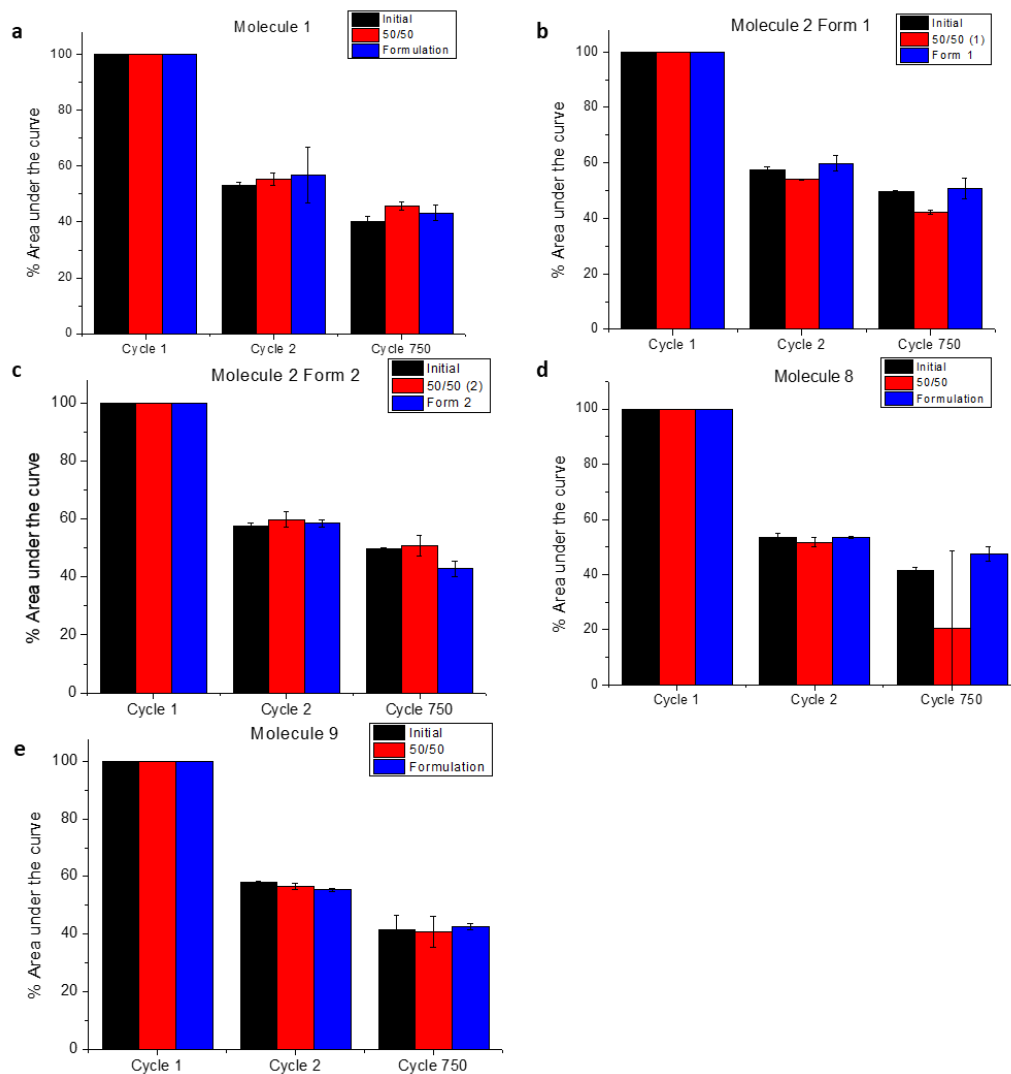 a
Molecule 1
Initial
50/50
Formulation
% Area under the curve
100
80
60
40
20
0
Cycle 1
Cycle 2
Cycle 750
b
Molecule 2 Form 1
Initial
50/50 (1)
Form 1
% Area under the curve
100
80
60
40
20
0
Cycle 1
Cycle 2
Cycle 750
c
Molecule 2 Form 2
Initial
50/50 (2)
Form 2
% Area under the curve
100
80
60
40
20
0
Cycle 1
Cycle 2
Cycle 750
d
Molecule 8
Initial
50/50
Formulation
% Area under the curve
100
80
60
40
20
0
Cycle 1
Cycle 2
Cycle 750
e
Molecule 9
Initial
50/50
Formulation
% Area under the curve
100
80
60
40
20
0
Cycle 1
Cycle 2
Cycle 750